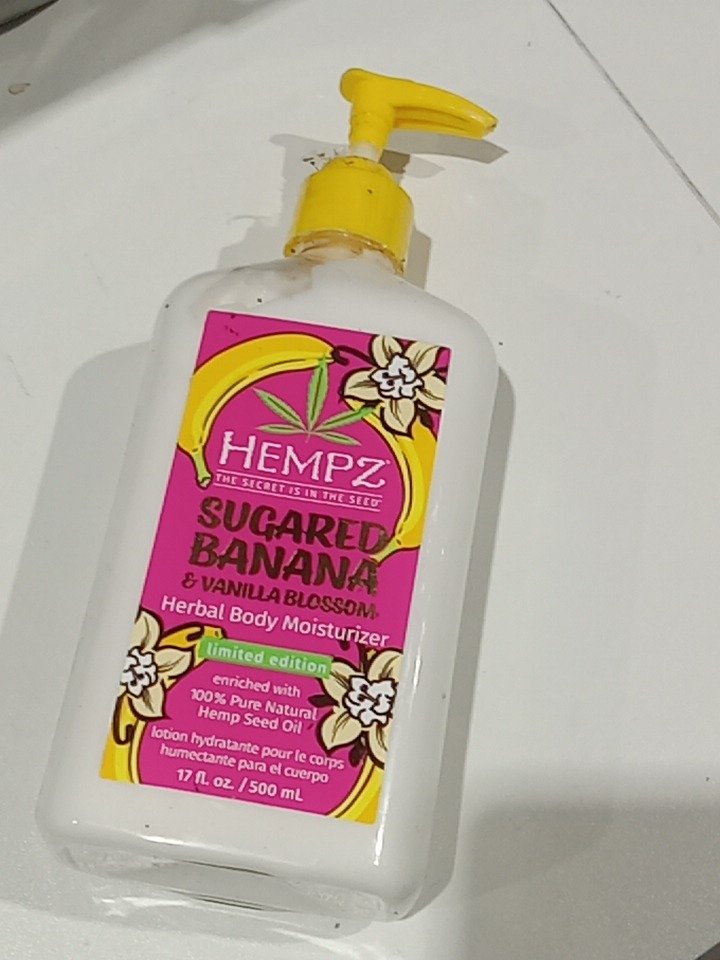 HEMPZ
THE SECRET IS IN THE SEED™
SUGARED
BANANA
& VANILLA BLOSSOM
Herbal Body Moisturizer
limited edition
enriched with
100% Pure Natural
Hemp Seed Oil
lotion hydratante pour le corps
humectante para el cuerpo
17 fl. oz. / 500 mL